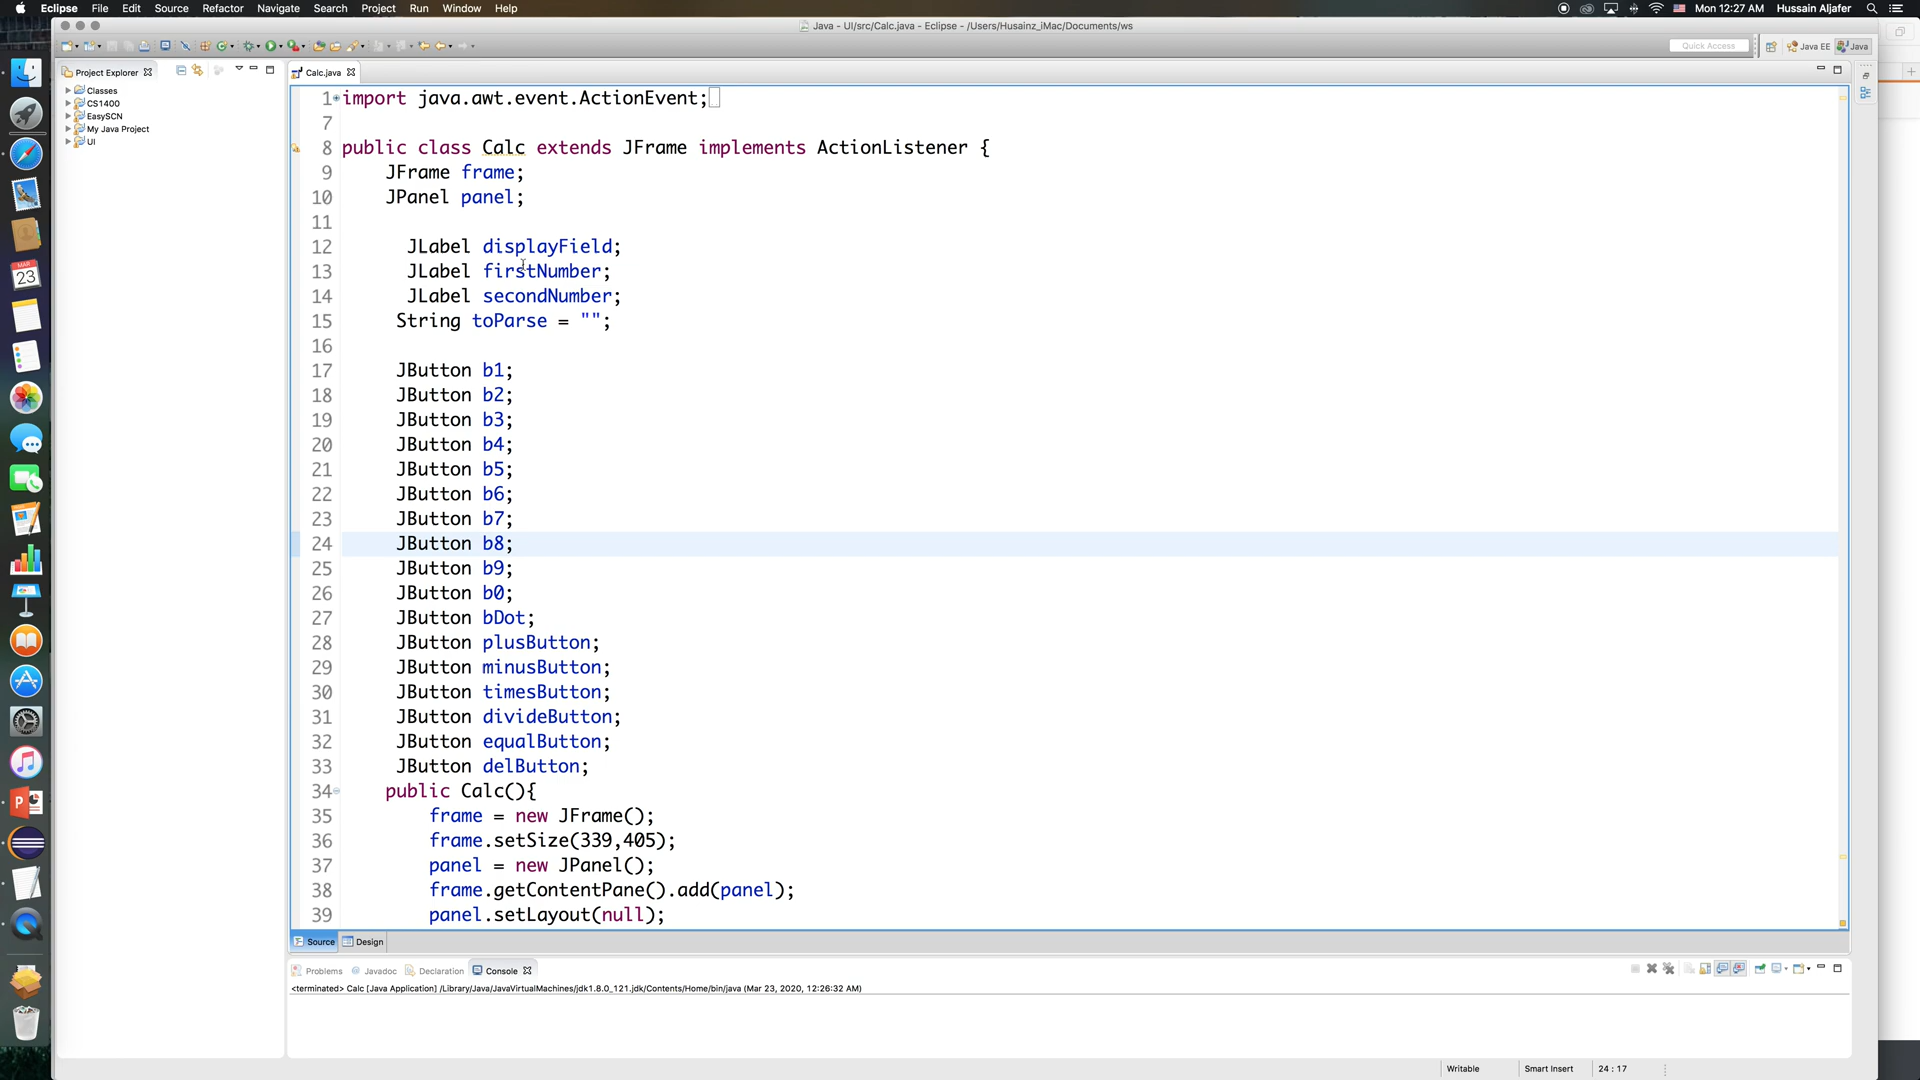 Eclipse File Edit Source Refactor Navigate Search Project Run Window Help
Mon 12:27 AM Hussain Aljafer
Java - UI/src/Calc.java - Eclipse - /Users/Husainz_iMac/Documents/ws
Quick Access Java EE Java
Project Explorer
Calc.java
Classes
CS1400
EasySCN
My Java Project
UI
1 import java.awt.event.ActionEvent;
7
8 public class Calc extends JFrame implements ActionListener {
9 JFrame frame;
10 JPanel panel;
11
12 JLabel displayField;
13 JLabel firstNumber;
14 JLabel secondNumber;
15 String toParse = "";
16
17 JButton b1;
18 JButton b2;
19 JButton b3;
20 JButton b4;
21 JButton b5;
22 JButton b6;
23 JButton b7;
24 JButton b8;
25 JButton b9;
26 JButton b0;
27 JButton bDot;
28 JButton plusButton;
29 JButton minusButton;
30 JButton timesButton;
31 JButton divideButton;
32 JButton equalButton;
33 JButton delButton;
34 public Calc(){
35 frame = new JFrame();
36 frame.setSize(339,405);
37 panel = new JPanel();
38 frame.getContentPane().add(panel);
39 panel.setLayout(null);
Source Design
Problems Javadoc Declaration Console
<terminated> Calc [Java Application] /Library/Java/JavaVirtualMachines/jdk1.8.0_121.jdk/Contents/Home/bin/java (Mar 23, 2020, 12:26:32 AM)
Writable Smart Insert 24 : 17
MAR
23